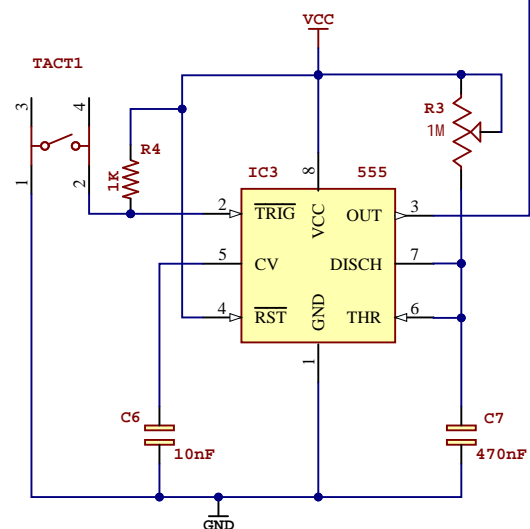 VCC
TACT1
3
4
R3
1M
R4
1K
1
2
IC3
555
8
2
TRIG
VCC
OUT
3
5
CV
DISCH
7
4
RST
GND
THR
6
1
C6
10nF
C7
470nF
GND